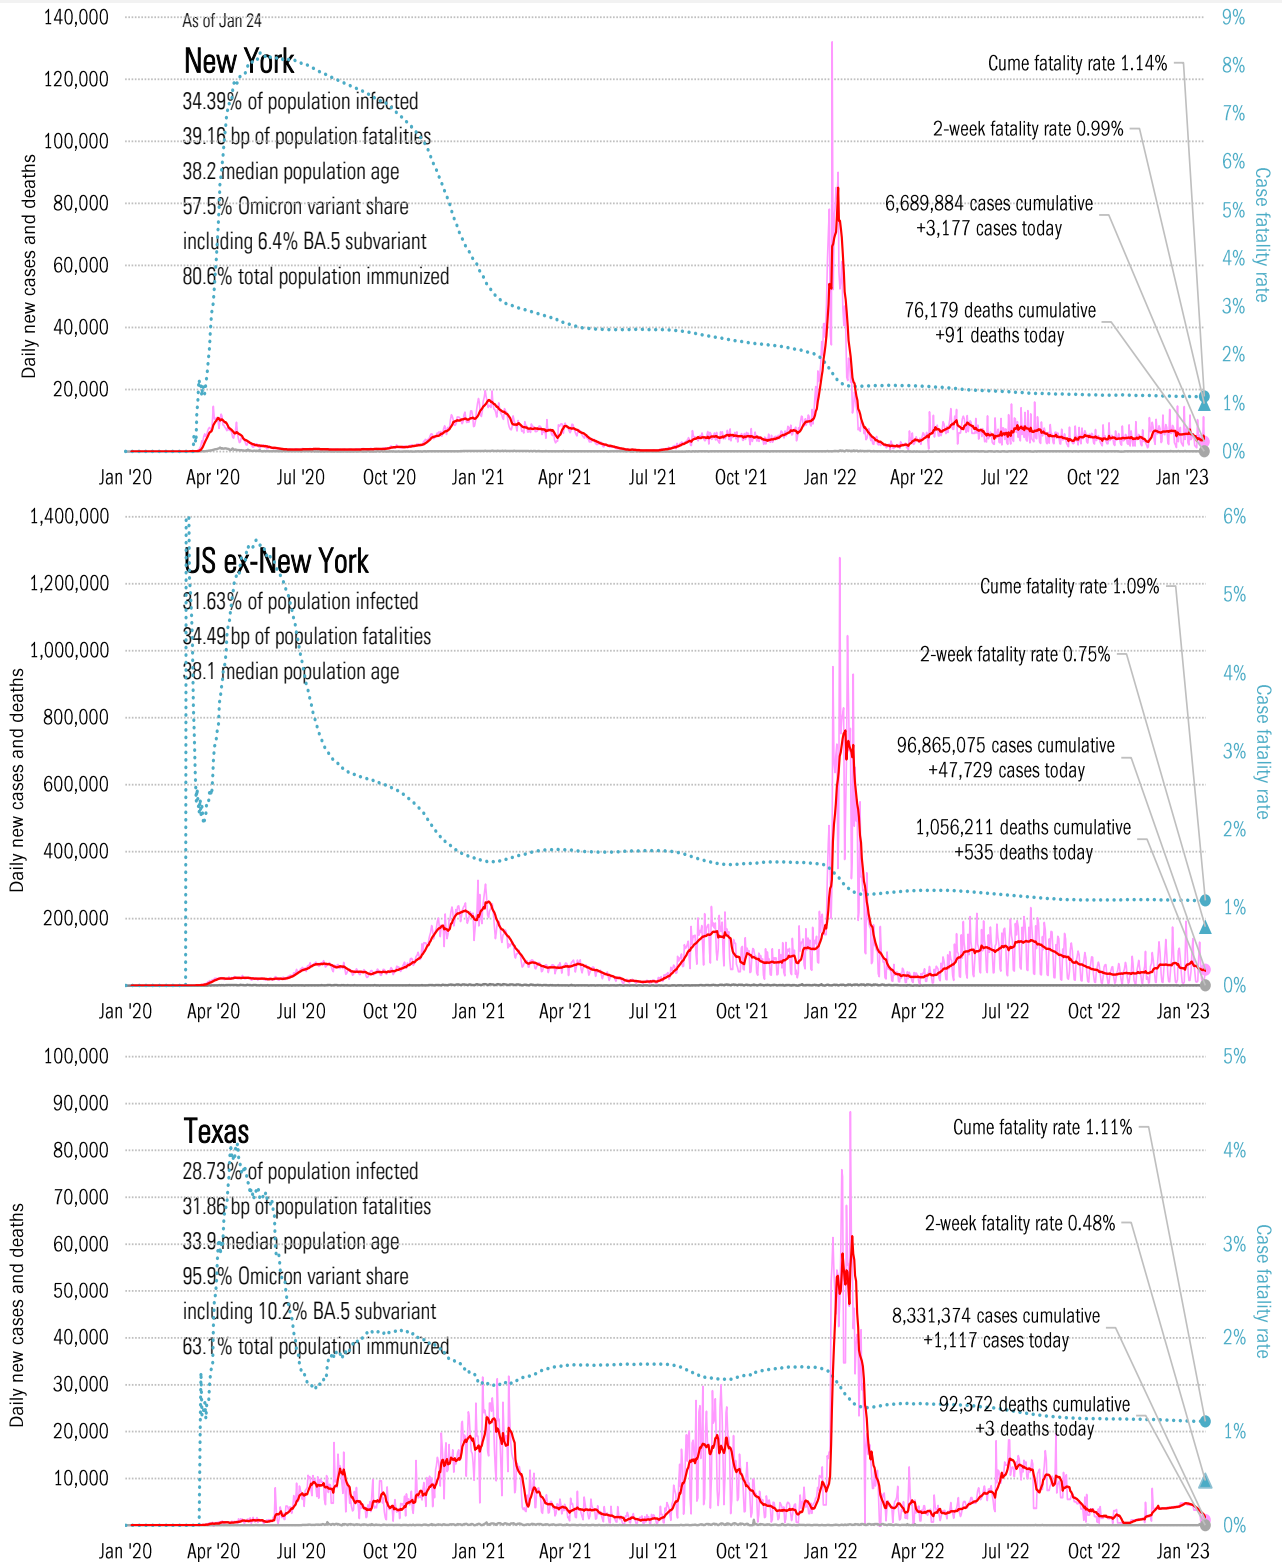 As of Jan 24
New York
34.39% of population infected
39.16 bp of population fatalities
38.2 median population age
57.5% Omicron variant share
including 6.4% BA.5 subvariant
80.6% total population immunized
Cume fatality rate 1.14%
2-week fatality rate 0.99%
6,689,884 cases cumulative
+3,177 cases today
76,179 deaths cumulative
+91 deaths today
Daily new cases and deaths
140,000
120,000
100,000
80,000
60,000
40,000
20,000
9%
8%
7%
6%
5%
4%
3%
2%
1%
0%
Case fatality rate
Jan '20 Apr '20 Jul '20 Oct '20 Jan '21 Apr '21 Jul '21 Oct '21 Jan '22 Apr '22 Jul '22 Oct '22 Jan '23
US ex-New York
31.63% of population infected
34.49 bp of population fatalities
38.1 median population age
Cume fatality rate 1.09%
2-week fatality rate 0.75%
96,865,075 cases cumulative
+47,729 cases today
1,056,211 deaths cumulative
+535 deaths today
Daily new cases and deaths
1,400,000
1,200,000
1,000,000
800,000
600,000
400,000
200,000
6%
5%
4%
3%
2%
1%
0%
Case fatality rate
Jan '20 Apr '20 Jul '20 Oct '20 Jan '21 Apr '21 Jul '21 Oct '21 Jan '22 Apr '22 Jul '22 Oct '22 Jan '23
Texas
28.73% of population infected
31.86 bp of population fatalities
33.9 median population age
95.9% Omicron variant share
including 10.2% BA.5 subvariant
63.1% total population immunized
Cume fatality rate 1.11%
2-week fatality rate 0.48%
8,331,374 cases cumulative
+1,117 cases today
92,372 deaths cumulative
+3 deaths today
Daily new cases and deaths
100,000
90,000
80,000
70,000
60,000
50,000
40,000
30,000
20,000
10,000
5%
4%
3%
2%
1%
0%
Case fatality rate
Jan '20 Apr '20 Jul '20 Oct '20 Jan '21 Apr '21 Jul '21 Oct '21 Jan '22 Apr '22 Jul '22 Oct '22 Jan '23